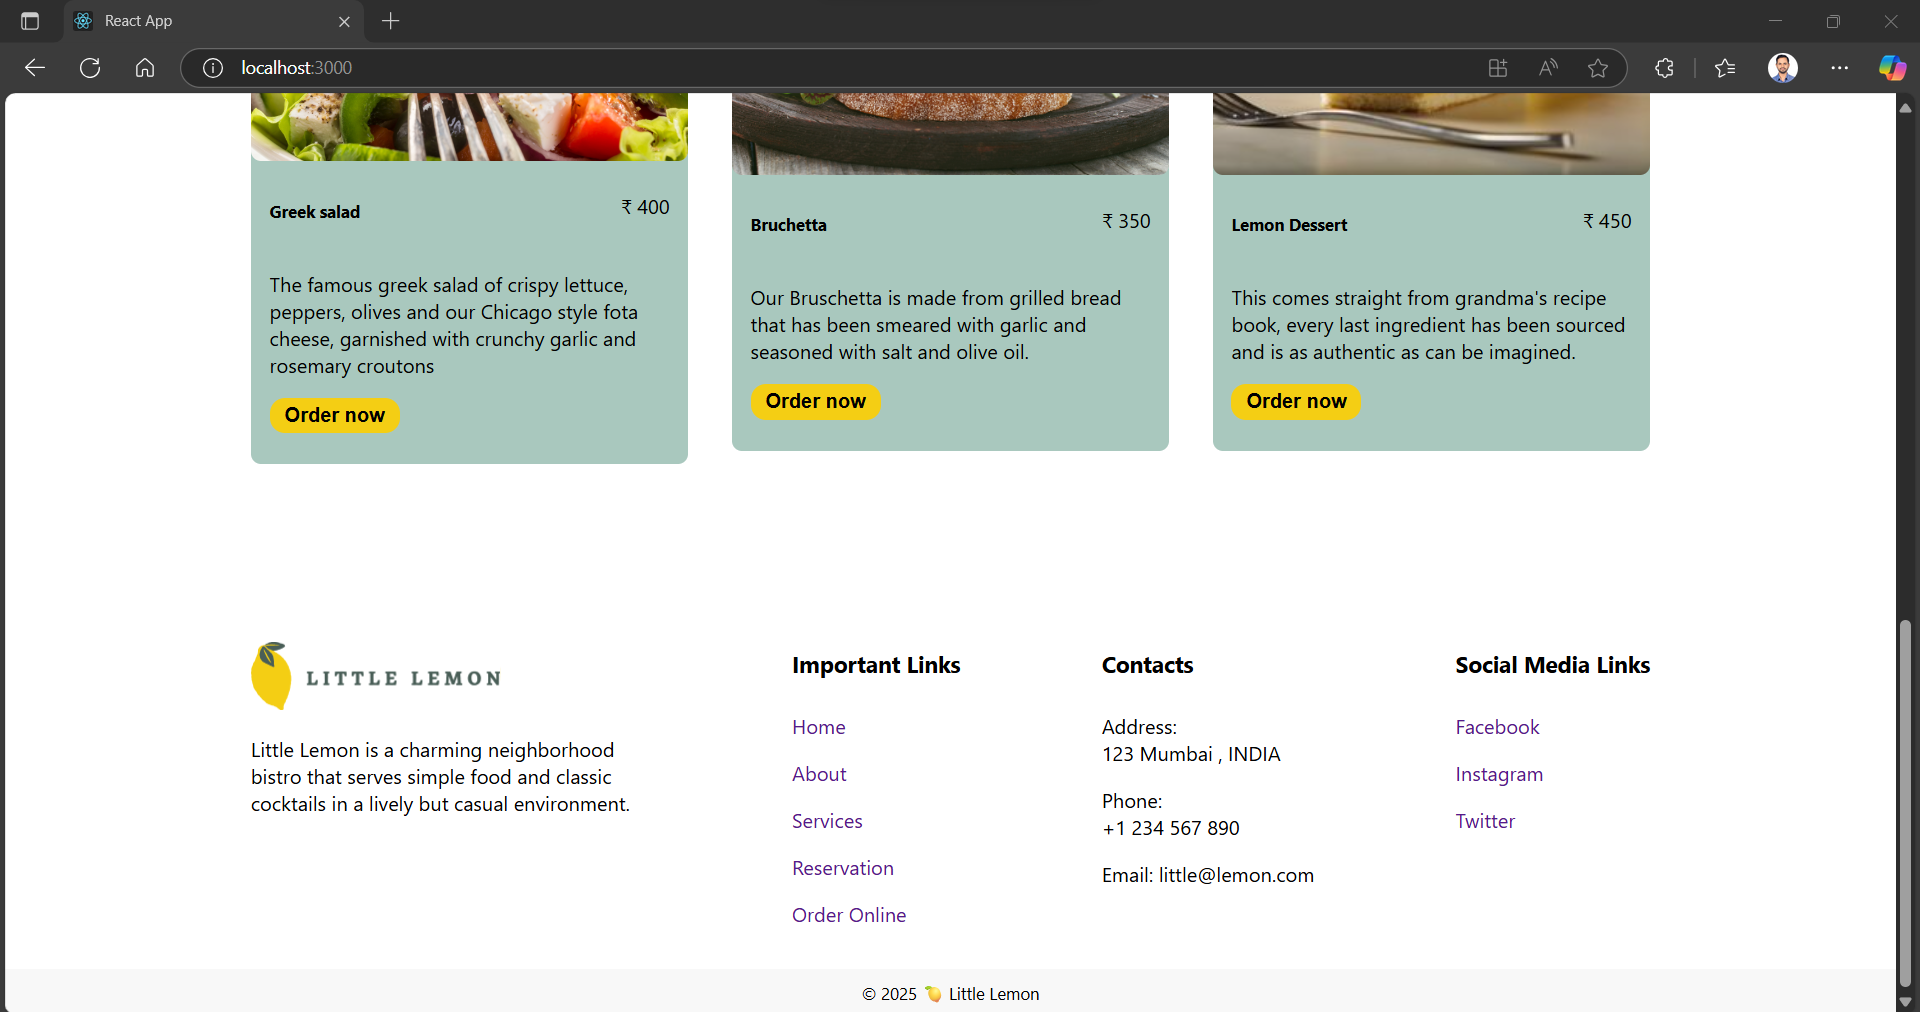 React App
localhost:3000
Greek salad
₹ 400
The famous greek salad of crispy lettuce,
peppers, olives and our Chicago style fota
cheese, garnished with crunchy garlic and
rosemary croutons
Order now
Bruchetta
₹ 350
Our Bruschetta is made from grilled bread
that has been smeared with garlic and
seasoned with salt and olive oil.
Order now
Lemon Dessert
₹ 450
This comes straight from grandma's recipe
book, every last ingredient has been sourced
and is as authentic as can be imagined.
Order now
LITTLE LEMON
Little Lemon is a charming neighborhood
bistro that serves simple food and classic
cocktails in a lively but casual environment.
Important Links
Home
About
Services
Reservation
Order Online
Contacts
Address:
123 Mumbai , INDIA
Phone:
+1 234 567 890
Email: little@lemon.com
Social Media Links
Facebook
Instagram
Twitter
© 2025 🍋 Little Lemon